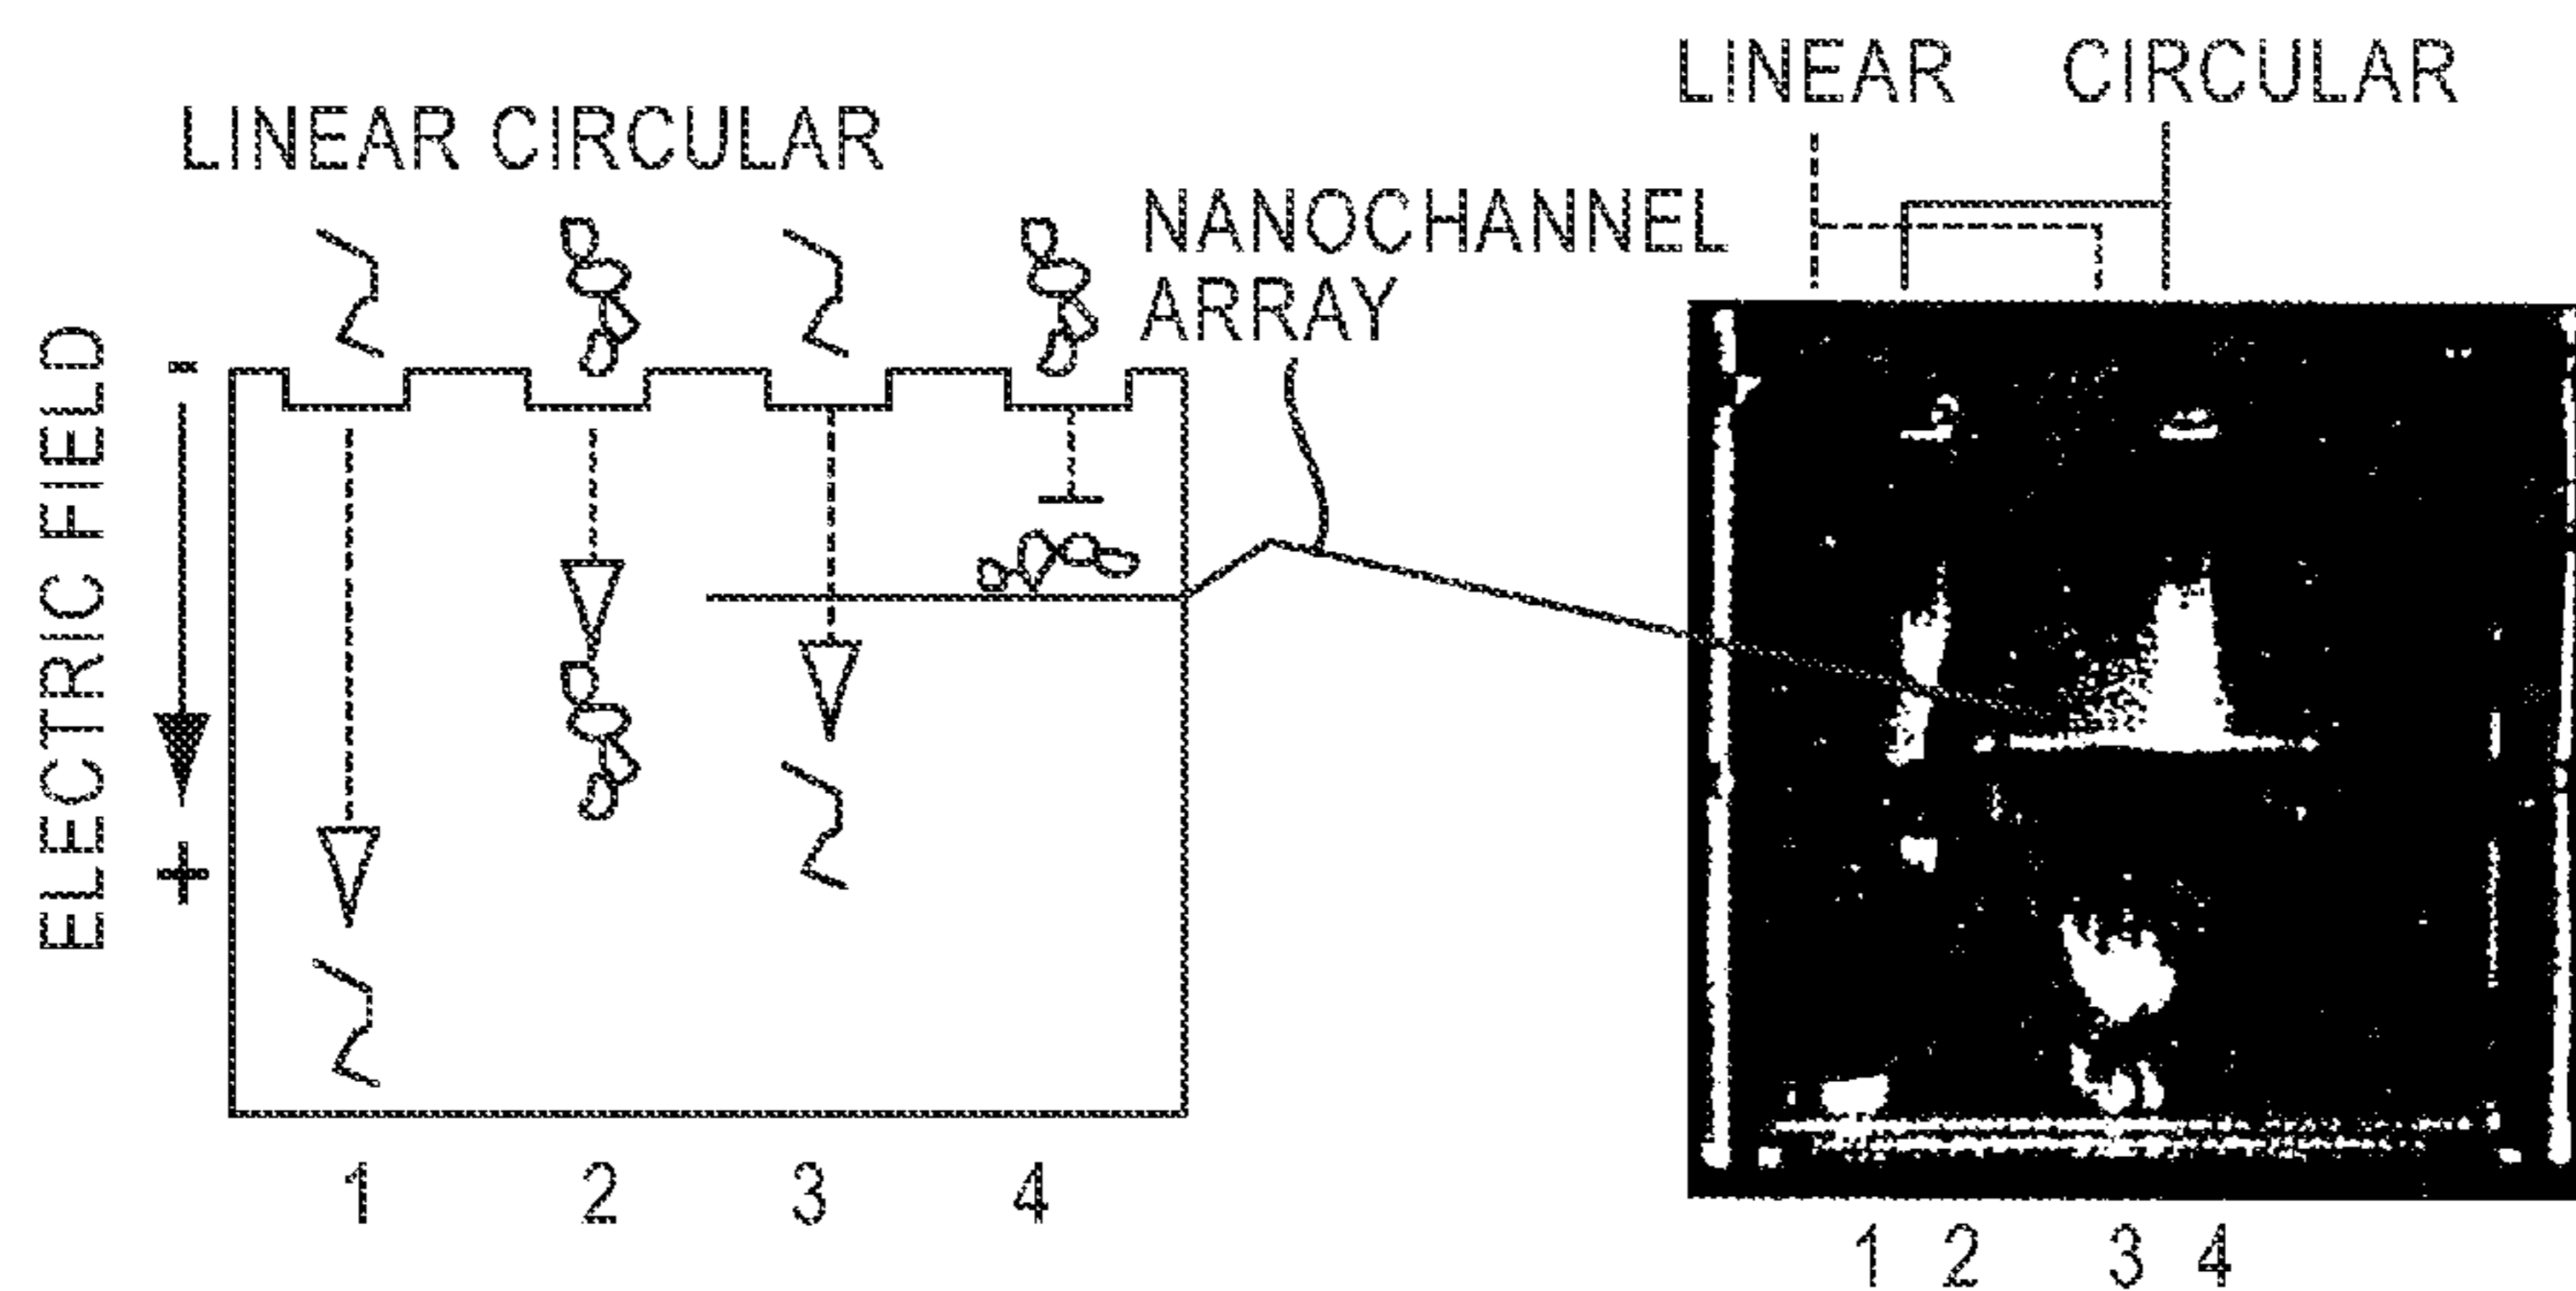 LINEAR CIRCULAR
LINEAR CIRCULAR
NANOCHANNEL
ARRAY
ELECTRIC FIELD
-
+
1 2 3 4
1 2 3 4